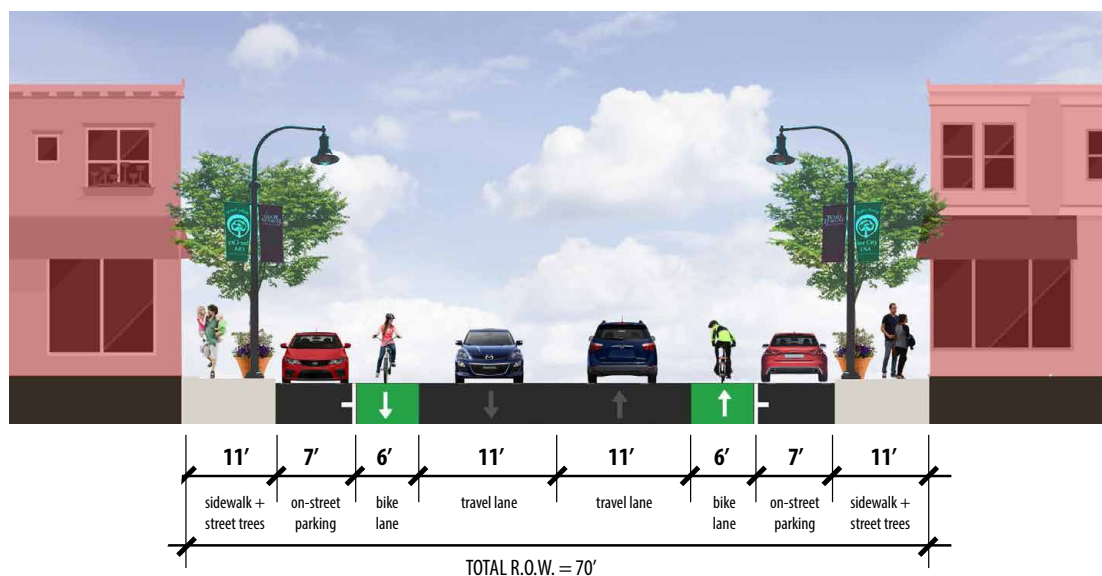 11' 7' 6' 11' 11' 6' 7' 11'
sidewalk + on-street bike travel lane travel lane bike on-street sidewalk +
street trees parking lane lane parking street trees
TOTAL R.O.W. = 70'